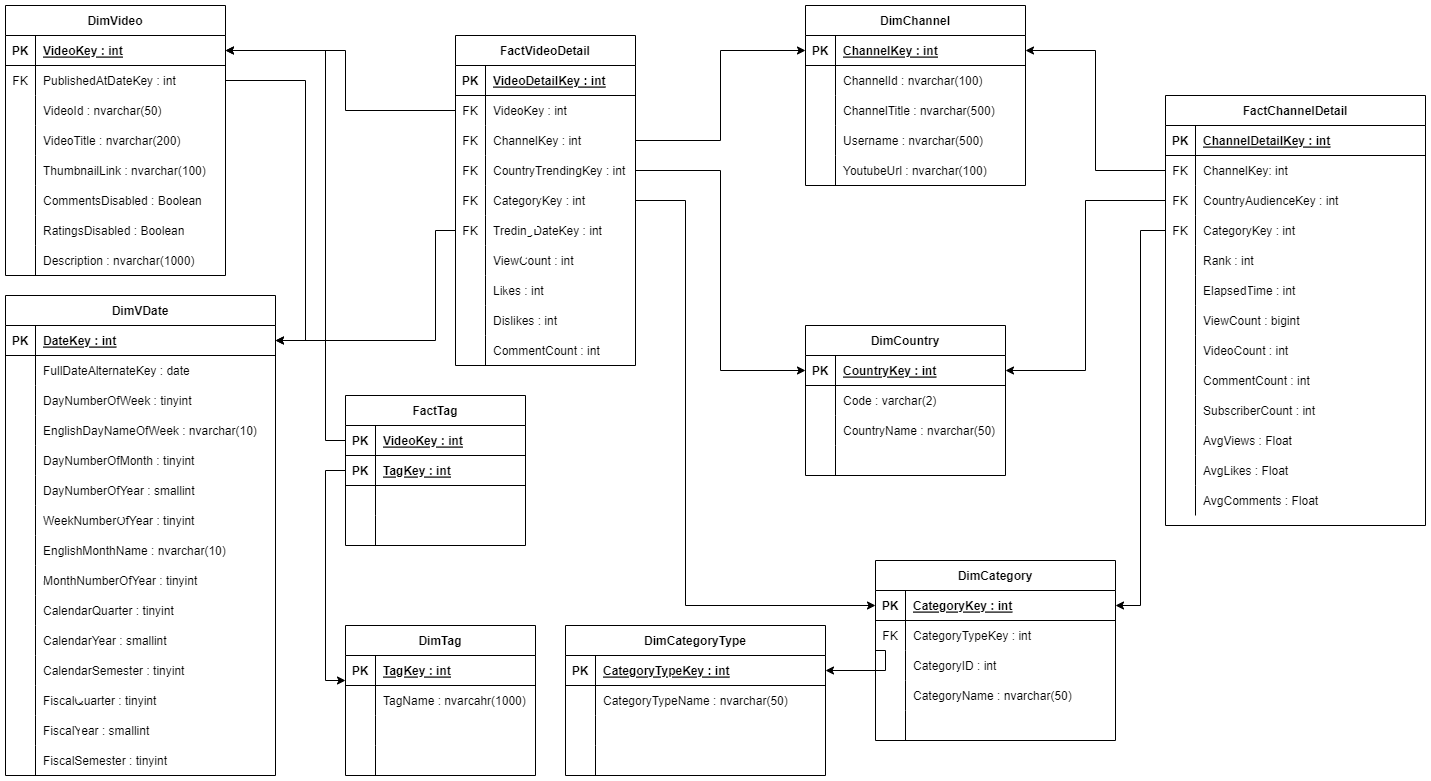 DimVideo
PK VideoKey : int
FK PublishedAtDateKey : int
VideoId : nvarchar(50)
VideoTitle : nvarchar(200)
ThumbnailLink : nvarchar(100)
CommentsDisabled : Boolean
RatingsDisabled : Boolean
Description : nvarchar(1000)
FactVideoDetail
PK VideoDetailKey : int
FK VideoKey : int
FK ChannelKey : int
FK CountryTrendingKey : int
FK CategoryKey : int
FK : int
ViewCount : int
Likes : int
Dislikes : int
CommentCount : int
DimChannel
PK ChannelKey : int
ChannelId : nvarchar(100)
ChannelTitle : nvarchar(500)
Username : nvarchar(500)
YoutubeUrl : nvarchar(100)
FactChannelDetail
PK ChannelDetailKey : int
FK ChannelKey: int
FK CountryAudienceKey : int
FK CategoryKey : int
Rank : int
ElapsedTime : int
ViewCount : bigint
VideoCount : int
CommentCount : int
SubscriberCount : int
AvgViews : Float
AvgLikes : Float
AvgComments : Float
DimVDate
PK DateKey : int
FullDateAlternateKey : date
DayNumberOfWeek : tinyint
EnglishDayNameOfWeek : nvarchar(10)
DayNumberOfMonth : tinyint
DayNumberOfYear : smallint
WeekNumberOfYear : tinyint
EnglishMonthName : nvarchar(10)
MonthNumberOfYear : tinyint
CalendarQuarter : tinyint
CalendarYear : smallint
CalendarSemester : tinyint
FiscalQuarter : tinyint
FiscalYear : smallint
FiscalSemester : tinyint
FactTag
PK VideoKey : int
PK TagKey : int
DimCountry
PK CountryKey : int
Code : varchar(2)
CountryName : nvarchar(50)
DimTag
PK TagKey : int
TagName : nvarcahr(1000)
DimCategoryType
PK CategoryTypeKey : int
CategoryTypeName : nvarchar(50)
DimCategory
PK CategoryKey : int
FK CategoryTypeKey : int
CategoryID : int
CategoryName : nvarchar(50)